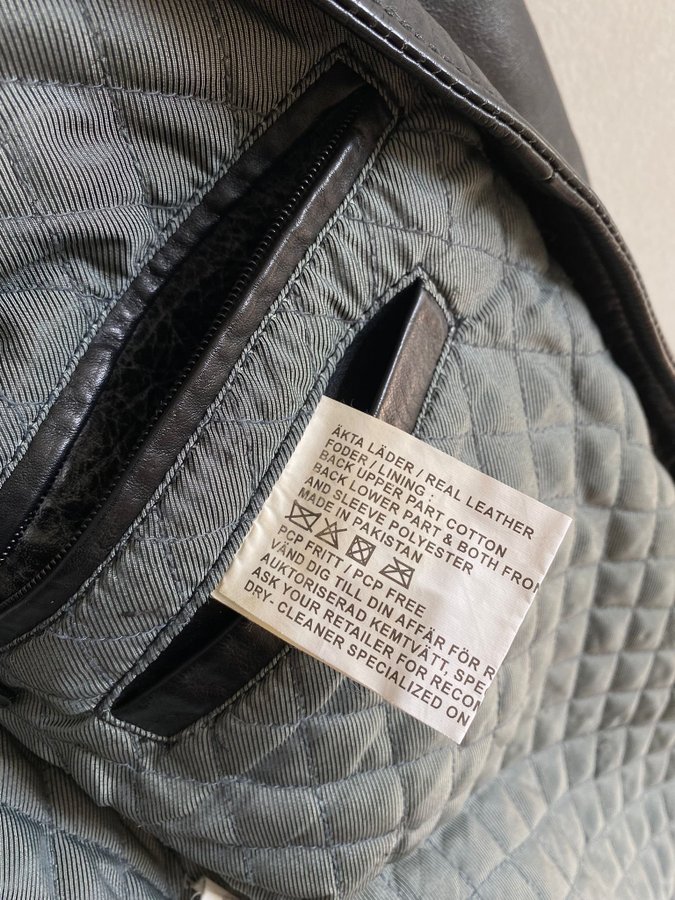 ÄKTA LÄDER / REAL LEATHER
FODER / LINING :
BACK UPPER PART COTTON
BACK LOWER PART & BOTH FRON
AND SLEEVE POLYESTER
MADE IN PAKISTAN
PCP FRITT / PCP FREE
VÄND DIG TILL DIN AFFÄR FÖR R
AUKTORISERAD KEMTVÄTT, SPE
ASK YOUR RETAILER FOR RECO
DRY- CLEANER SPECIALIZED ON